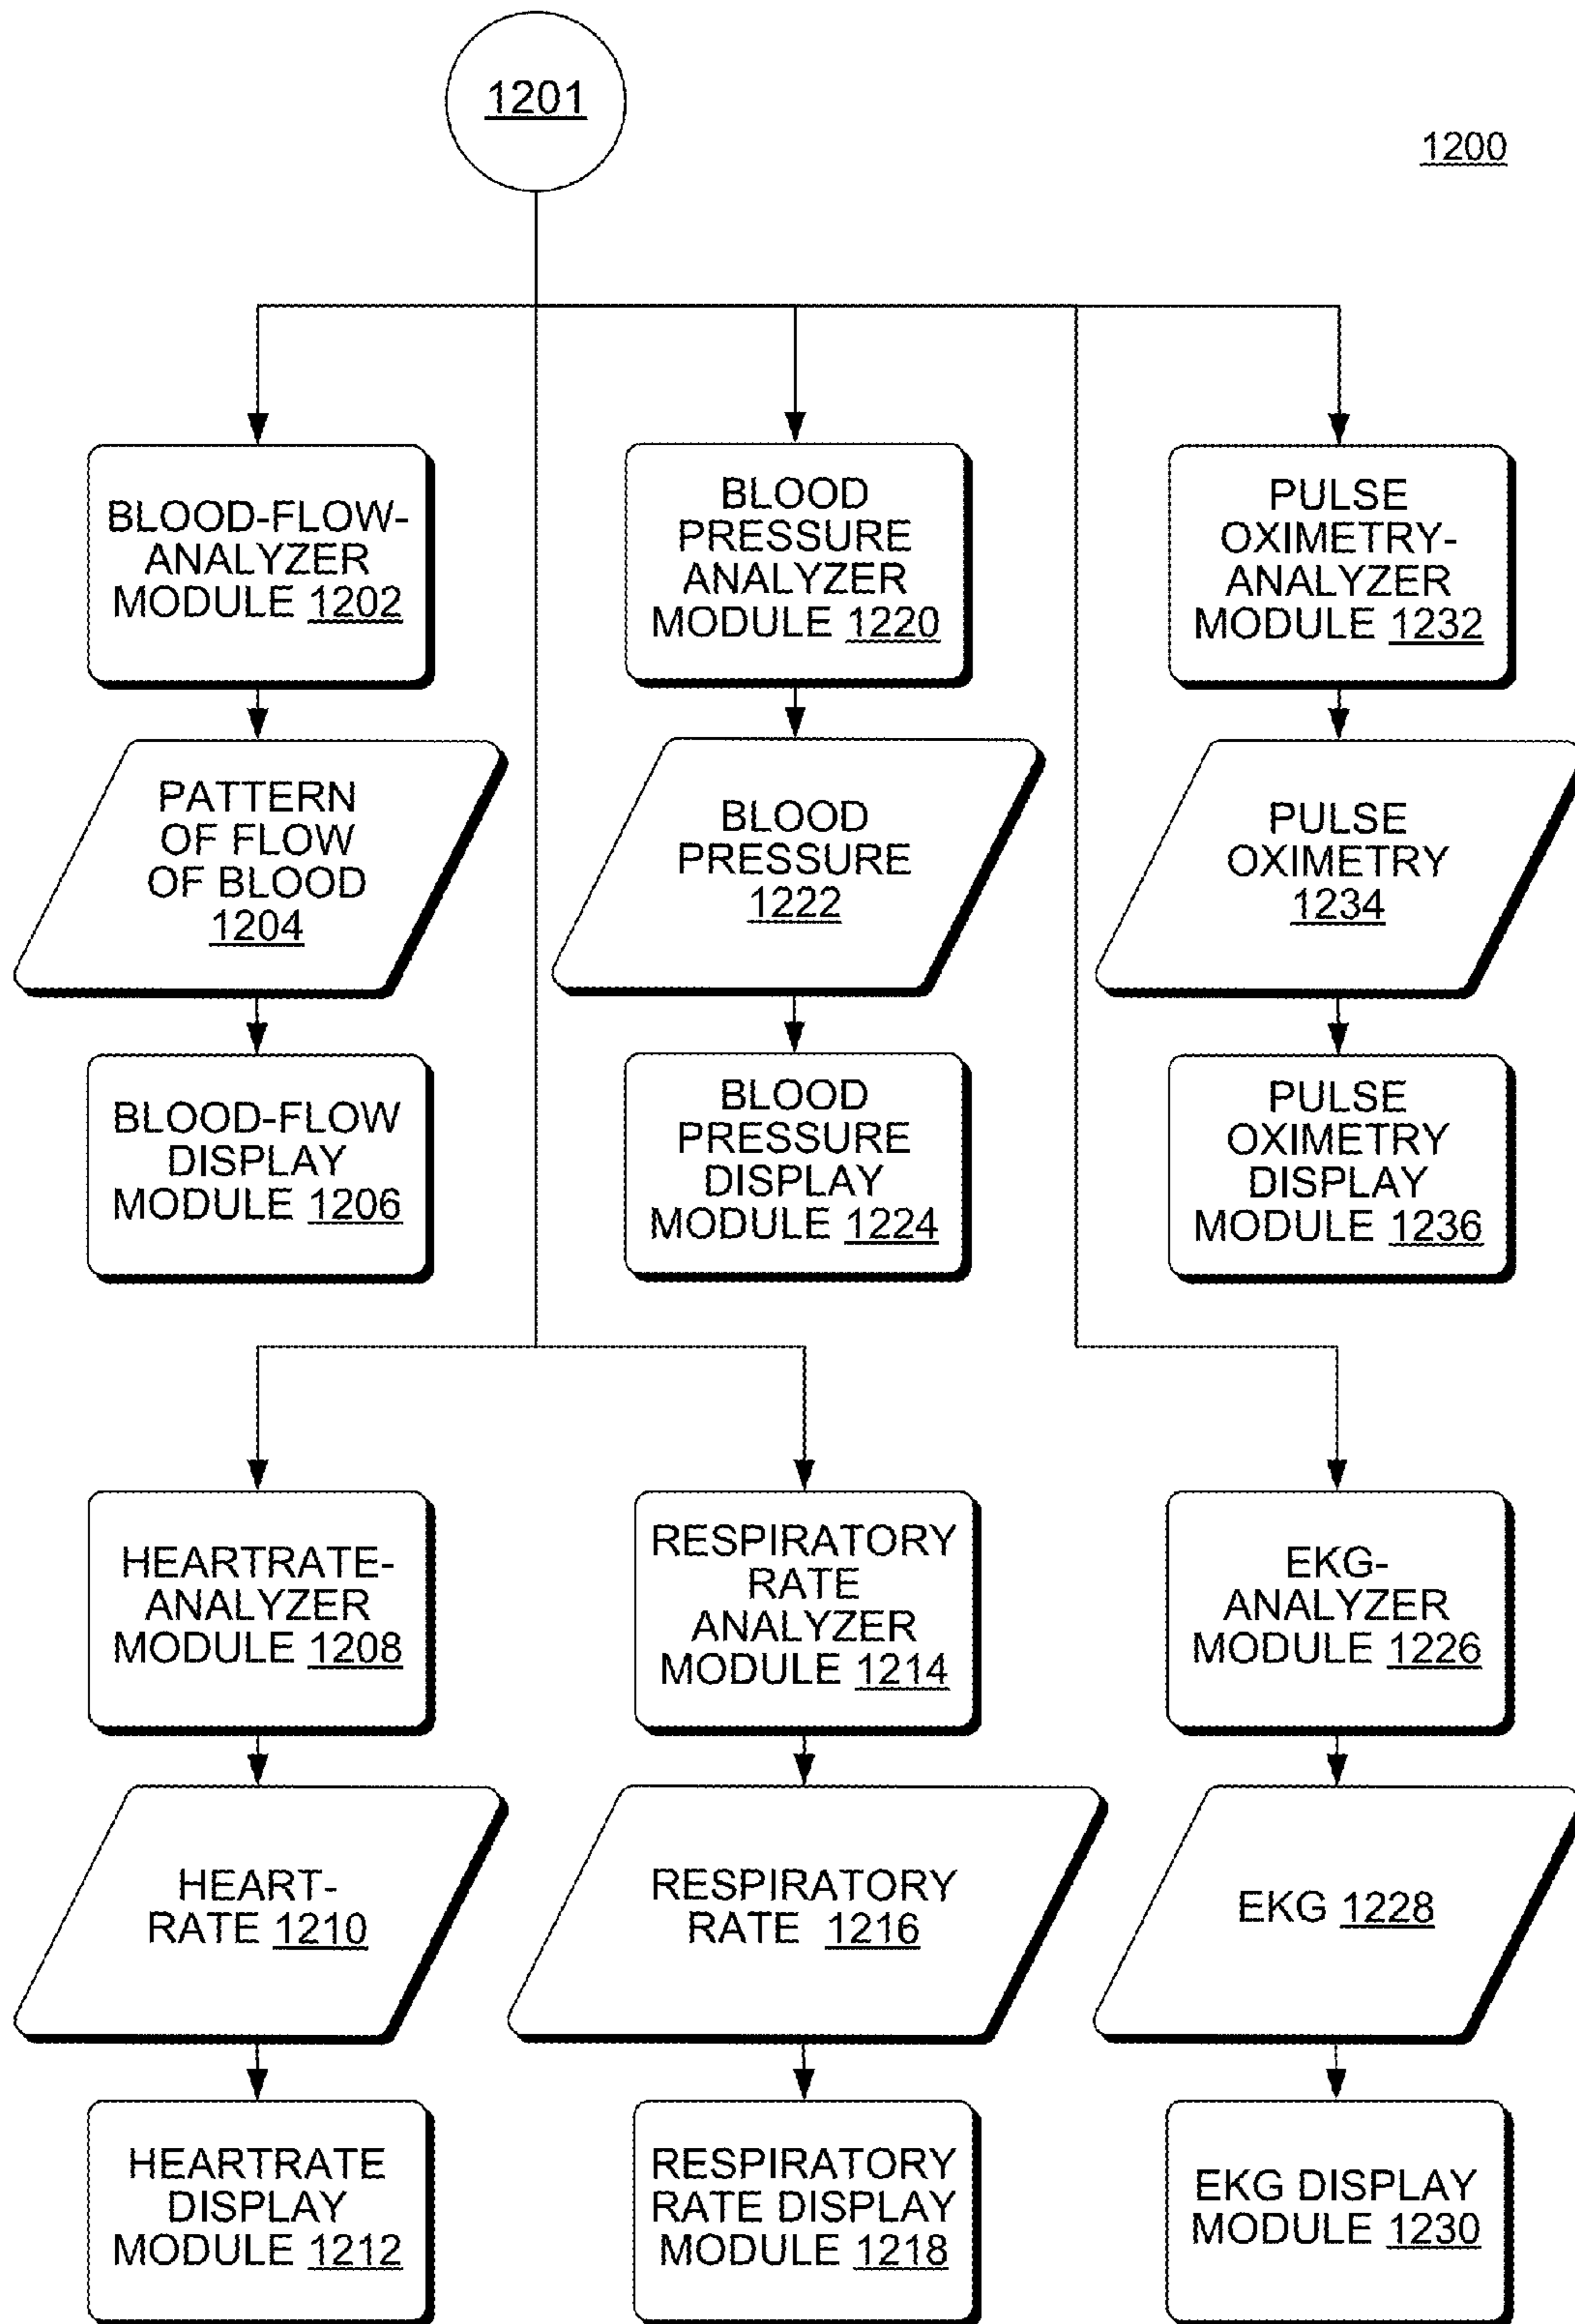 1201
1200
BLOOD-FLOW-
ANALYZER
MODULE 1202
BLOOD
PRESSURE
ANALYZER
MODULE 1220
PULSE
OXIMETRY-
ANALYZER
MODULE 1232
PATTERN
OF FLOW
OF BLOOD
1204
BLOOD
PRESSURE
1222
PULSE
OXIMETRY
1234
BLOOD-FLOW
DISPLAY
MODULE 1206
BLOOD
PRESSURE
DISPLAY
MODULE 1224
PULSE
OXIMETRY
DISPLAY
MODULE 1236
HEARTRATE-
ANALYZER
MODULE 1208
RESPIRATORY
RATE
ANALYZER
MODULE 1214
EKG-
ANALYZER
MODULE 1226
HEART-
RATE 1210
RESPIRATORY
RATE 1216
EKG 1228
HEARTRATE
DISPLAY
MODULE 1212
RESPIRATORY
RATE DISPLAY
MODULE 1218
EKG DISPLAY
MODULE 1230